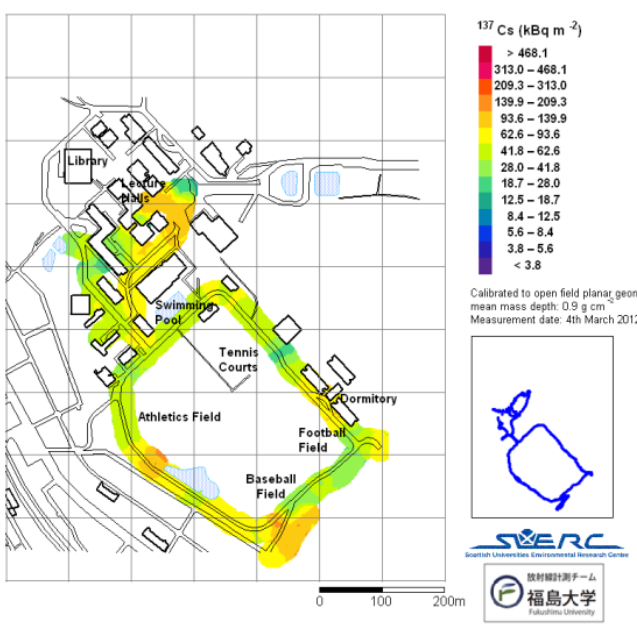 137 Cs (kBq m -2)
> 468.1
313.0 – 468.1
209.3 – 313.0
139.9 – 209.3
93.6 – 139.9
62.6 – 93.6
41.8 – 62.6
28.0 – 41.8
18.7 – 28.0
12.5 – 18.7
8.4 – 12.5
5.6 – 8.4
3.8 – 5.6
< 3.8
Calibrated to open field planar geom
mean mass depth: 0.9 g cm -2
Measurement date: 4th March 2012
Library
Lecture
Halls
Swimming
Pool
Tennis
Courts
Dormitory
Athletics Field
Football
Field
Baseball
Field
0 100 200m
SUERC
Scottish Universities Environmental Research Centre
放射線計測チーム
福島大学
Fukushima University